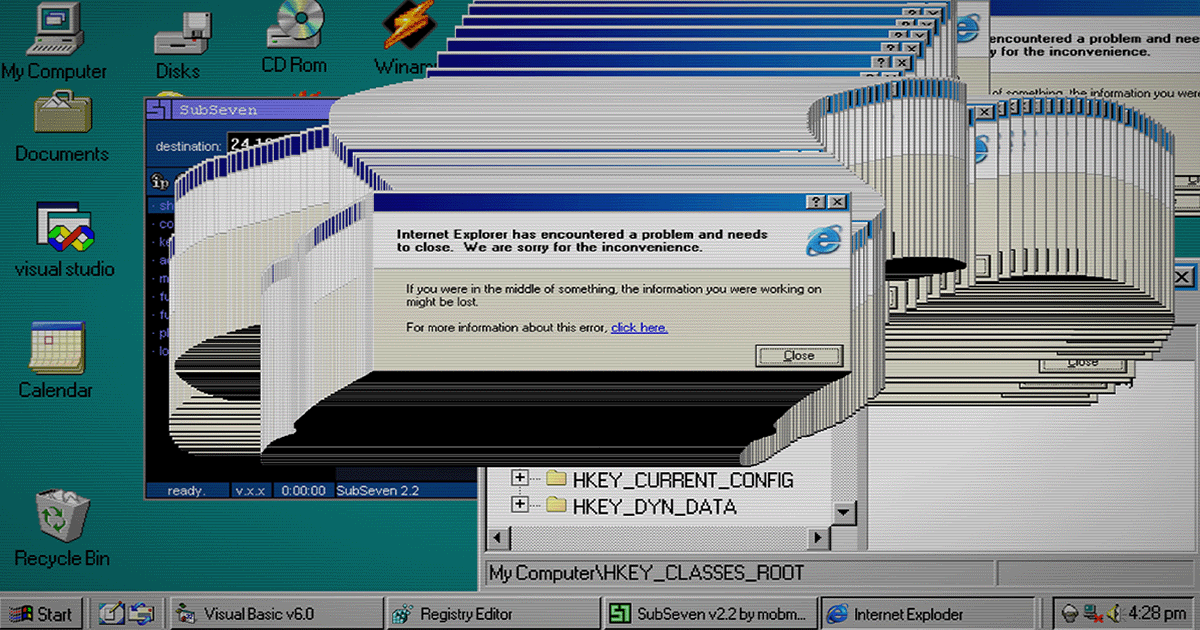 My Computer
Disks
CD Rom
Winam
SubSeven
encountered a problem and nee
y for the inconvenience.
of something, the information you were
destination:
Documents
ip
Internet Explorer has encountered a problem and needs
to close. We are sorry for the inconvenience.
If you were in the middle of something, the information you were working on
might be lost.
For more information about this error, click here.
Close
Close
visual studio
Calendar
HKEY_CURRENT_CONFIG
HKEY_DYN_DATA
ready.
v.x.x
0:00:00
SubSeven 2.2
Recycle Bin
My Computer\HKEY_CLASSES_ROOT
Start
Visual Basic v6.0
Registry Editor
SubSeven v2.2 by mobm...
Internet Exploder
4:28 pm